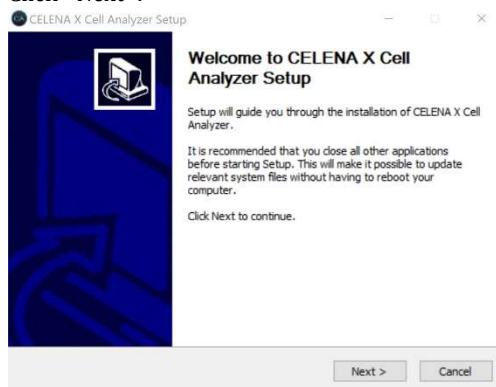 CELENA X Cell Analyzer Setup
Welcome to CELENA X Cell
Analyzer Setup
Setup will guide you through the installation of CELENA X Cell
Analyzer.
It is recommended that you close all other applications
before starting Setup. This will make it possible to update
relevant system files without having to reboot your
computer.
Click Next to continue.
Next >
Cancel